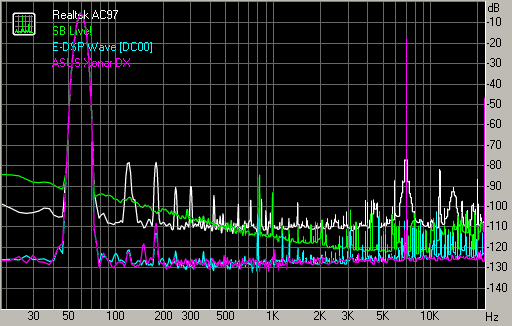 Realtek AC97
SB Live!
E-DSP Wave [DC00]
ASUS Xonar DX
dB
-10
-20
-30
-40
-50
-60
-70
-80
-90
-100
-110
-120
-130
-140
30 50 100 200 300 500 1K 2K 3K 5K 10K Hz